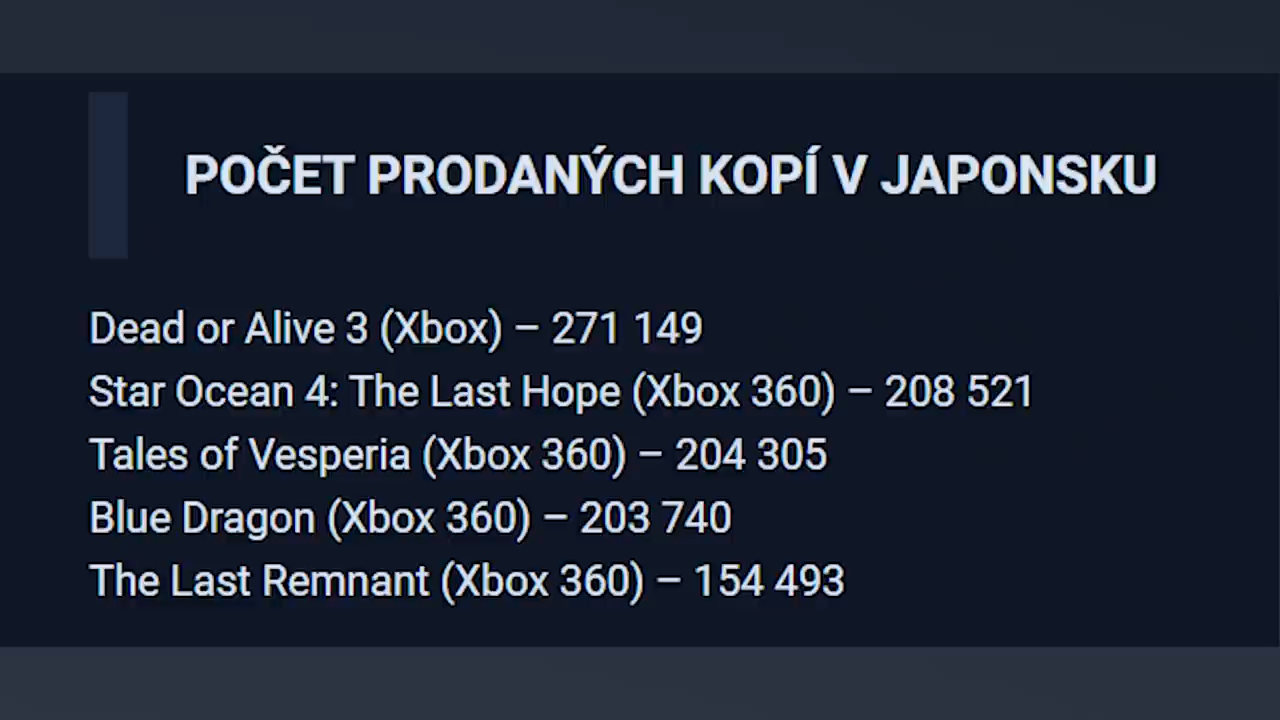 POČET PRODANÝCH KOPÍ V JAPONSKU
Dead or Alive 3 (Xbox) – 271 149
Star Ocean 4: The Last Hope (Xbox 360) – 208 521
Tales of Vesperia (Xbox 360) – 204 305
Blue Dragon (Xbox 360) – 203 740
The Last Remnant (Xbox 360) – 154 493